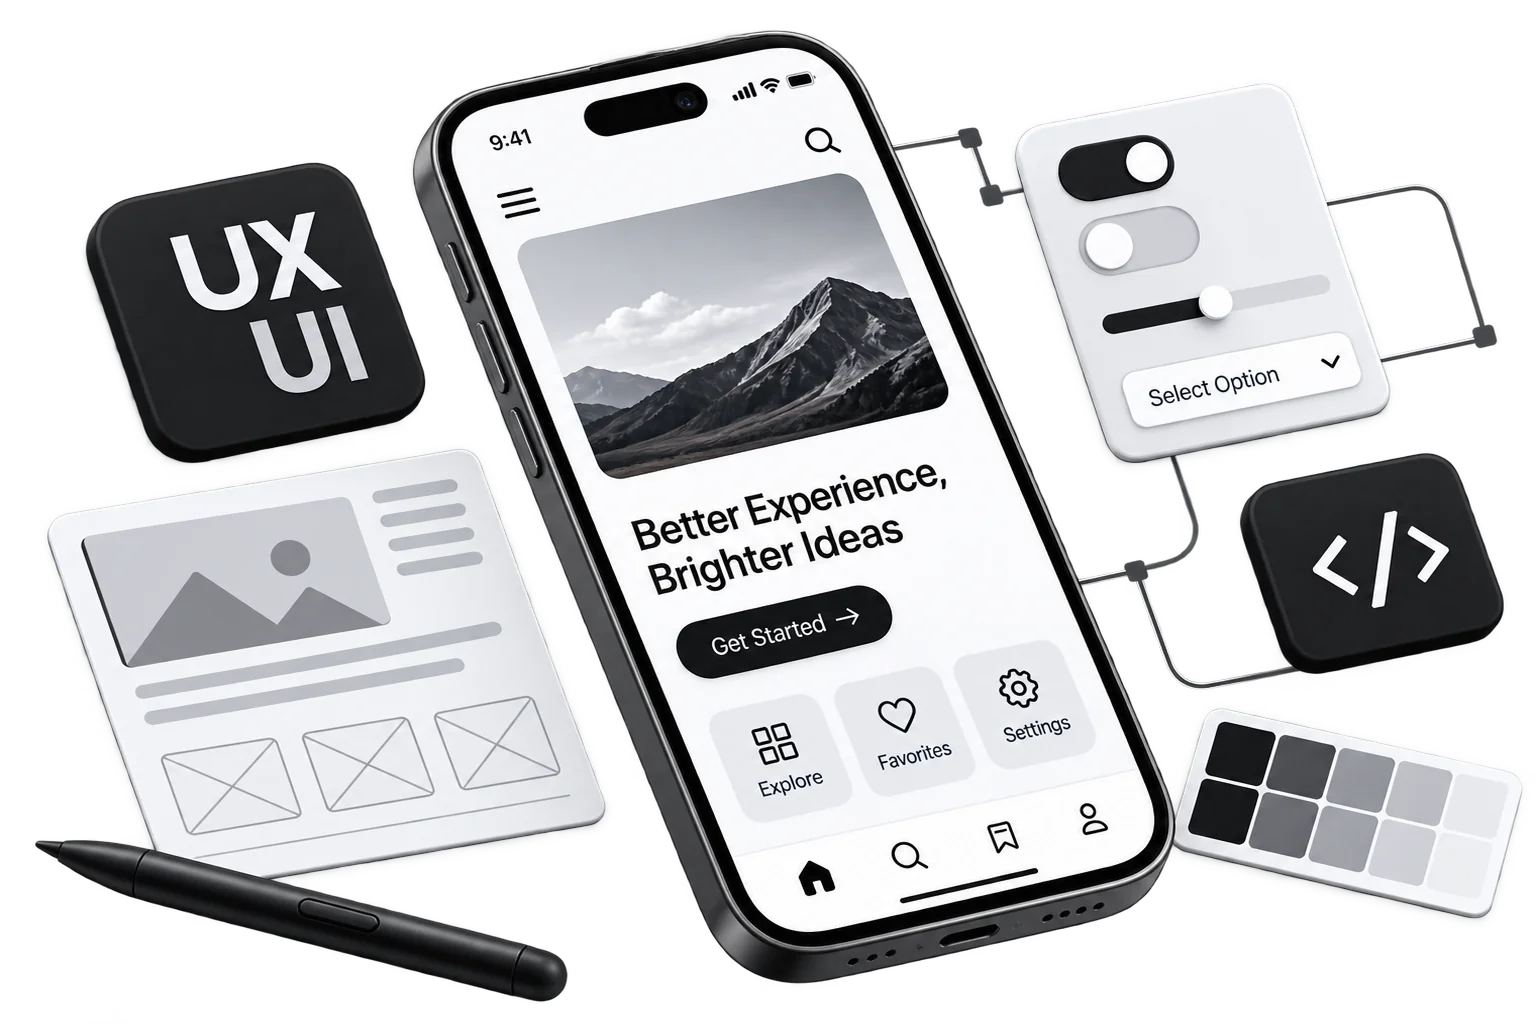 UX
UI
9:41
Better Experience,
Brighter Ideas
Get Started →
Explore
Favorites
Settings
Select Option
</>